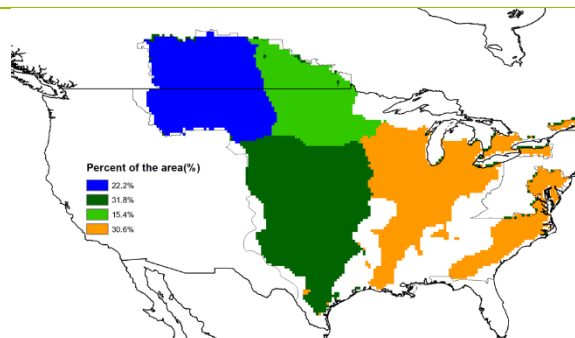 Percent of the area(%)
22.2%
31.8%
15.4%
30.6%